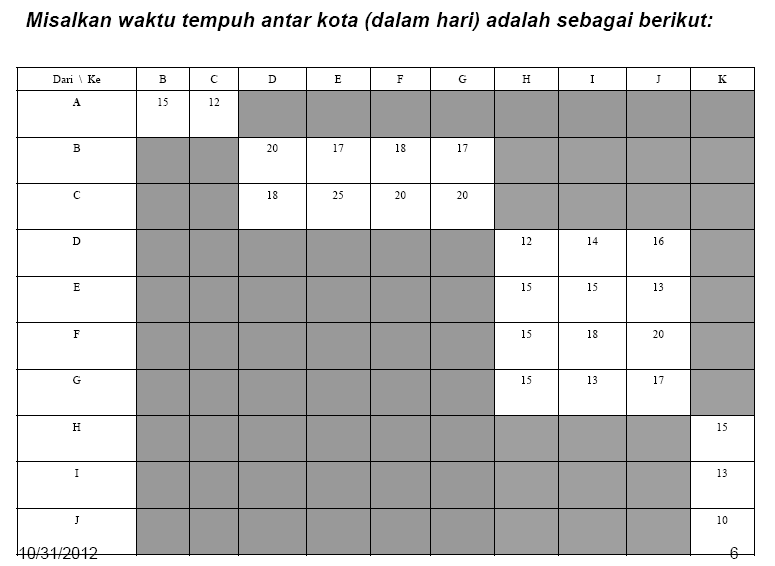 Misalkan waktu tempuh antar kota (dalam hari) adalah sebagai berikut:
Dari \ Ke B C D E F G H I J K
A 15 12
B 20 17 18 17
C 18 25 20 20
D 12 14 16
E 15 15 13
F 15 18 20
G 15 13 17
H 15
I 13
J 10
10/31/2012 6